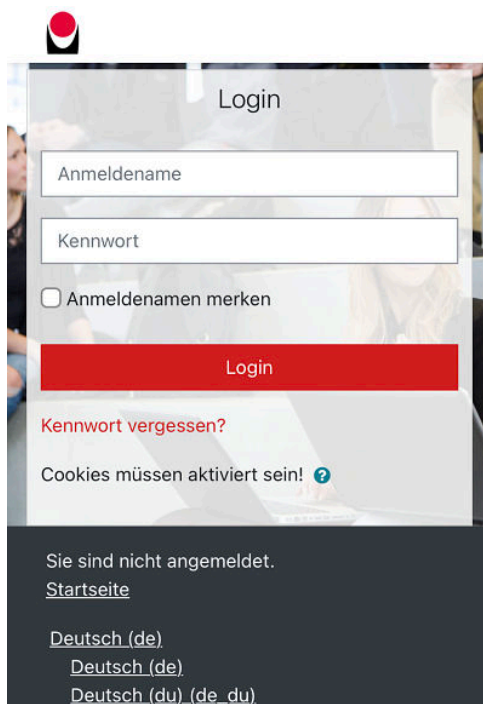 Login
Anmeldename
Kennwort
Anmeldenamen merken
Login
Kennwort vergessen?
Cookies müssen aktiviert sein! ?
Sie sind nicht angemeldet.
Startseite
Deutsch (de)
Deutsch (de)
Deutsch (du) (de_du)